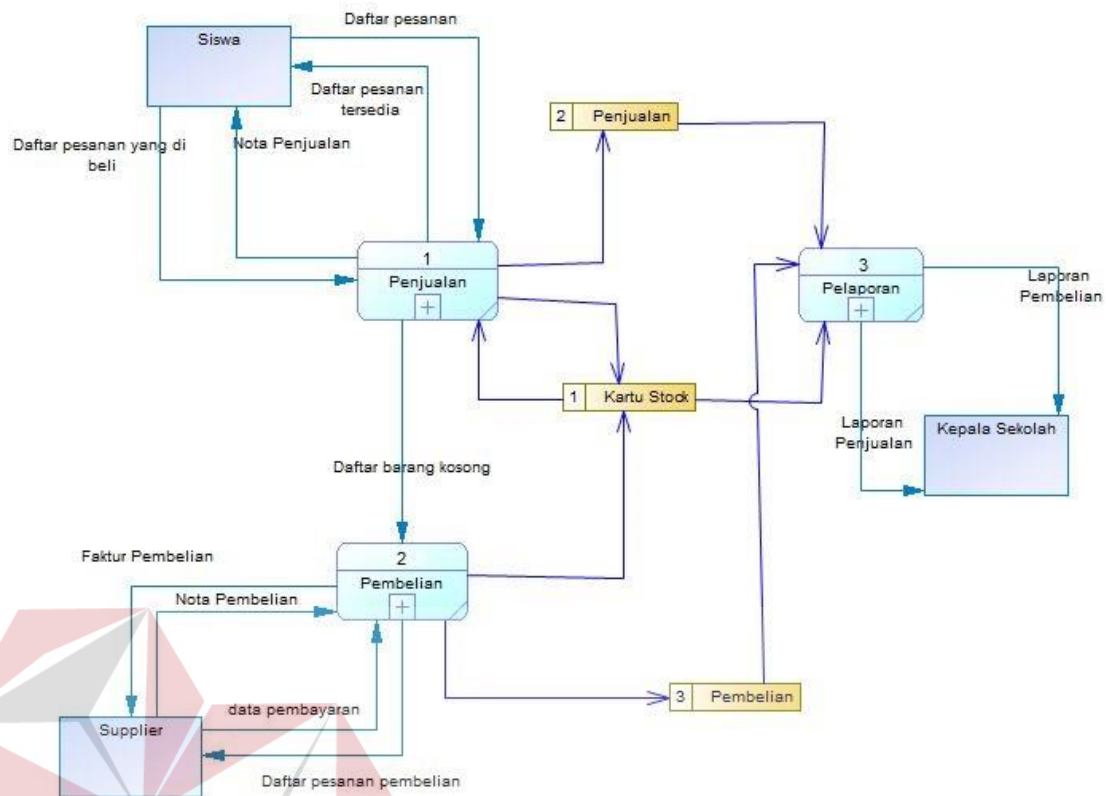 Daftar pesanan
Siswa
Daftar pesanan
tersedia
Daftar pesanan yang di
beli
Nota Penjualan
2 Penjualan
1
Penjualan
3
Pelaporan
Laporan
Pembelian
1 Kartu Stock
Laporan
Penjualan
Kepala Sekolah
Daftar barang kosong
2
Pembelian
Faktur Pembelian
Nota Pembelian
3 Pembelian
data pembayaran
Supplier
Daftar pesanan pembelian